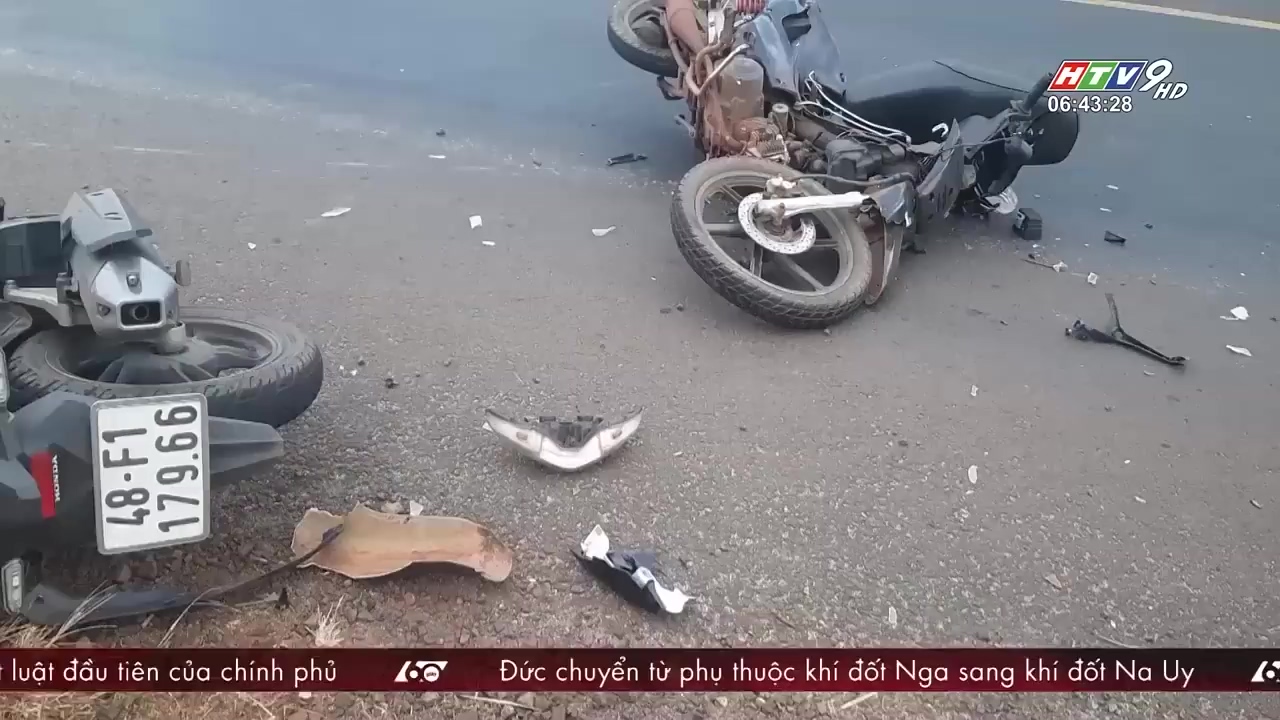 HTV9 HD
06:43:28
48-F1
179.66
HONDA
t luật đầu tiên của chính phủ
60 giây
Đức chuyển từ phụ thuộc khí đốt Nga sang khí đốt Na Uy